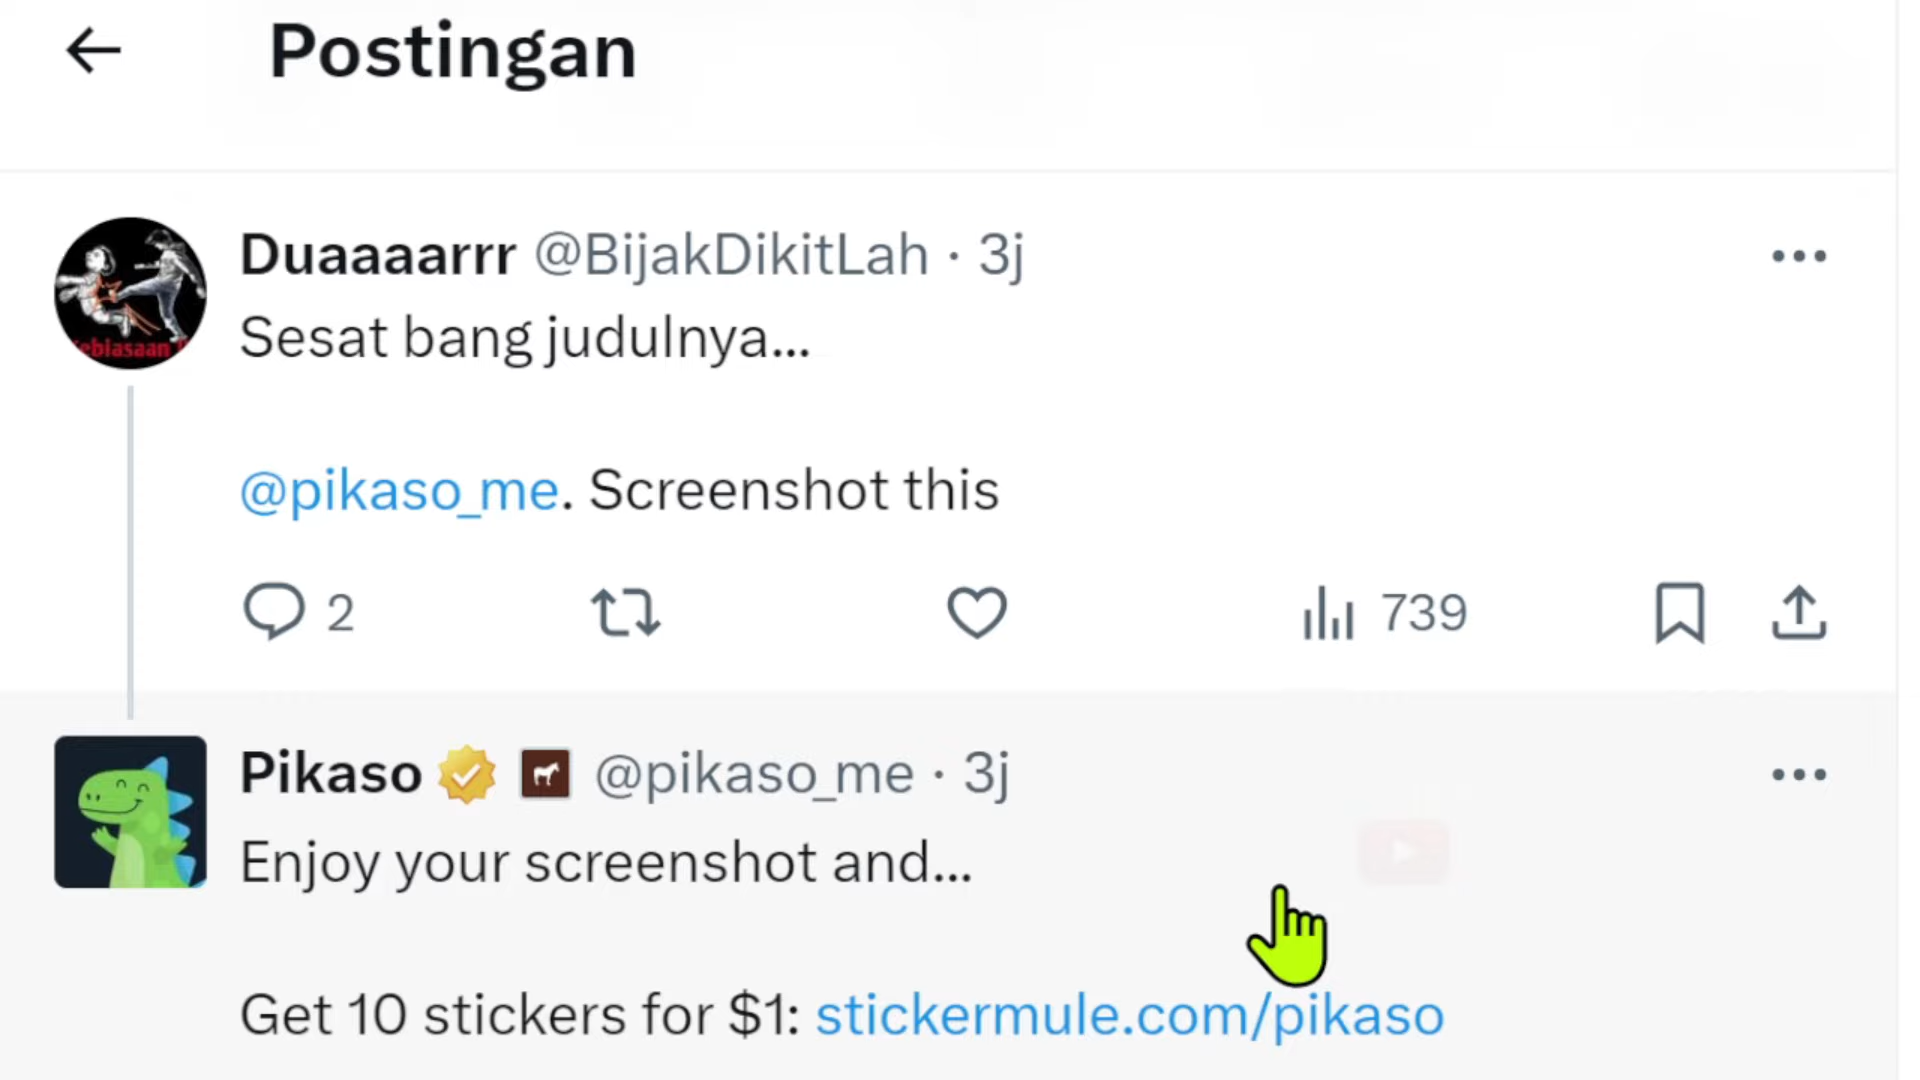 Postingan
Duaaaarrr @BijakDikitLah · 3j
Sesat bang judulnya...
@pikaso_me. Screenshot this
2 739
Pikaso @pikaso_me · 3j
Enjoy your screenshot and...
Get 10 stickers for $1: stickermule.com/pikaso